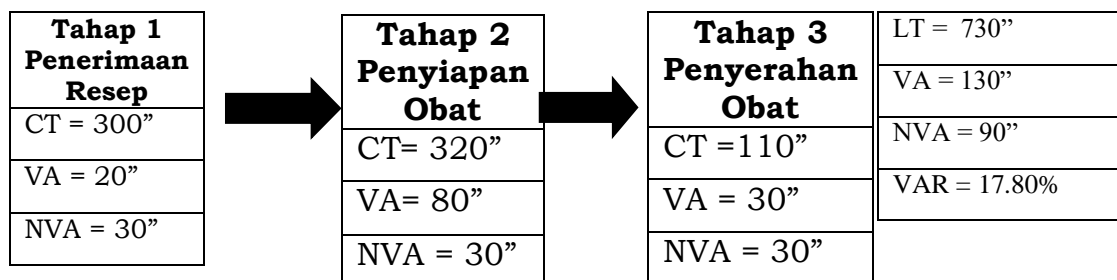 Tahap 1
Penerimaan
Resep
CT = 300”
VA = 20”
NVA = 30”
Tahap 2
Penyiapan
Obat
CT= 320”
VA= 80”
NVA = 30”
Tahap 3
Penyerahan
Obat
CT =110”
VA = 30”
NVA = 30”
LT = 730”
VA = 130”
NVA = 90”
VAR = 17.80%